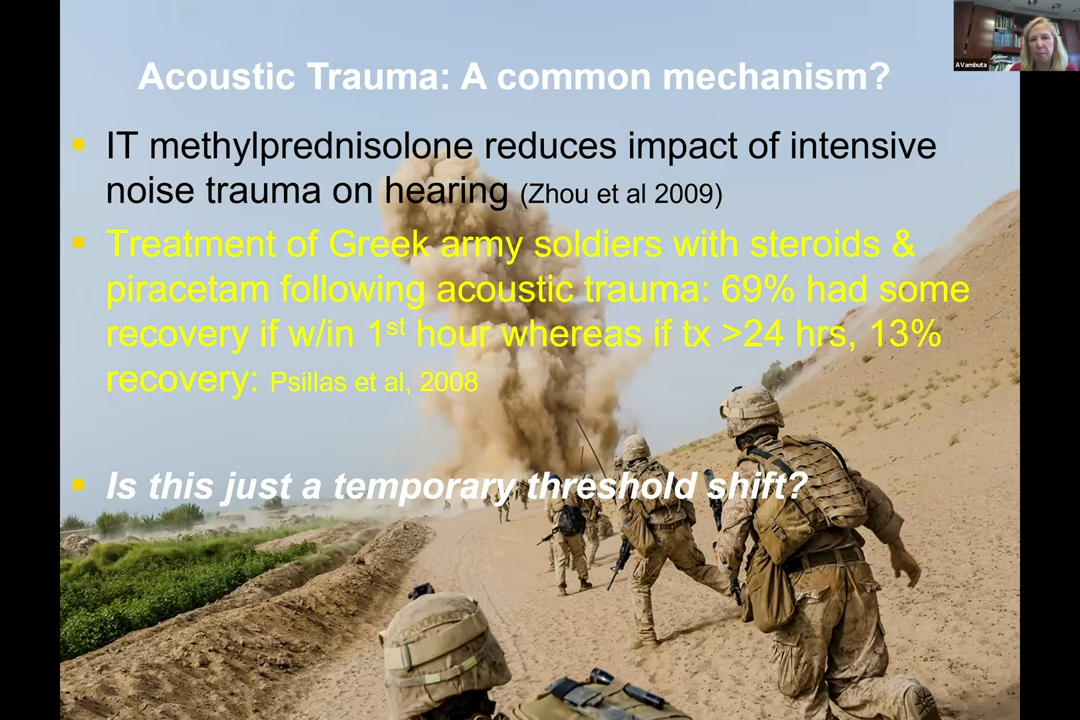 AVambuta
Acoustic Trauma: A common mechanism?
▪ IT methylprednisolone reduces impact of intensive
noise trauma on hearing (Zhou et al 2009)
▪ Treatment of Greek army soldiers with steroids &
piracetam following acoustic trauma: 69% had some
recovery if w/in 1st hour whereas if tx >24 hrs, 13%
recovery: Psillas et al, 2008
▪ Is this just a temporary threshold shift?